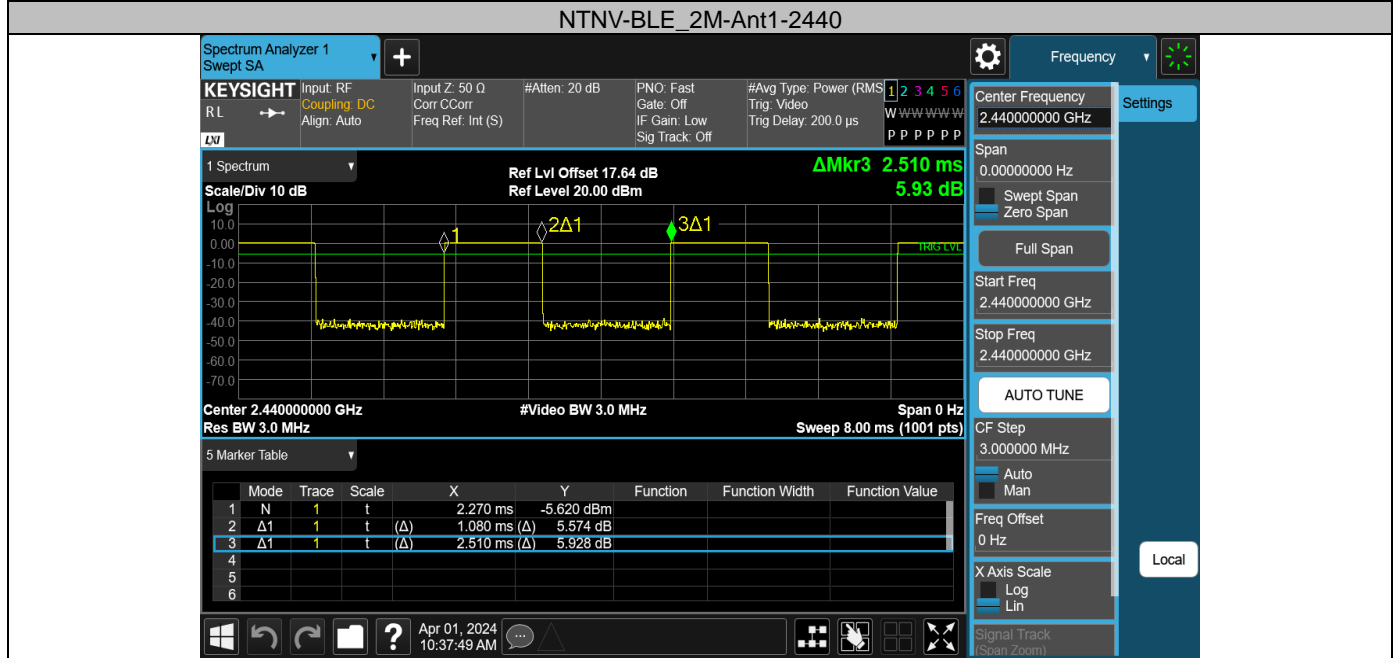 NTNV-BLE_2M-Ant1-2440
Spectrum Analyzer 1
Swept SA
+
Frequency
KEYSIGHT
RL
LXI
Input: RF
Coupling: DC
Align: Auto
Input Z: 50 Ω
Corr CCorr
Freq Ref: Int (S)
#Atten: 20 dB
PNO: Fast
Gate: Off
IF Gain: Low
Sig Track: Off
#Avg Type: Power (RMS
Trig: Video
Trig Delay: 200.0 µs
1 2 3 4 5 6
W W W W W W
P P P P P P
1 Spectrum
Scale/Div 10 dB
Ref Lvl Offset 17.64 dB
Ref Level 20.00 dBm
ΔMkr3 2.510 ms
5.93 dB
Log
10.0
0.00
-10.0
-20.0
-30.0
-40.0
-50.0
-60.0
-70.0
1
2Δ1
3Δ1
TRIG LVL
Center 2.440000000 GHz
#Video BW 3.0 MHz
Span 0 Hz
Res BW 3.0 MHz
Sweep 8.00 ms (1001 pts)
5 Marker Table
Mode Trace Scale X Y Function Function Width Function Value
1 N 1 t 2.270 ms -5.620 dBm
2 Δ1 1 t (Δ) 1.080 ms (Δ) 5.574 dB
3 Δ1 1 t (Δ) 2.510 ms (Δ) 5.928 dB
4
5
6
?
Apr 01, 2024
10:37:49 AM
Center Frequency
2.440000000 GHz
Settings
Span
0.00000000 Hz
Swept Span
Zero Span
Full Span
Start Freq
2.440000000 GHz
Stop Freq
2.440000000 GHz
AUTO TUNE
CF Step
3.000000 MHz
Auto
Man
Freq Offset
0 Hz
Local
X Axis Scale
Log
Lin
Signal Track
(Span Zoom)